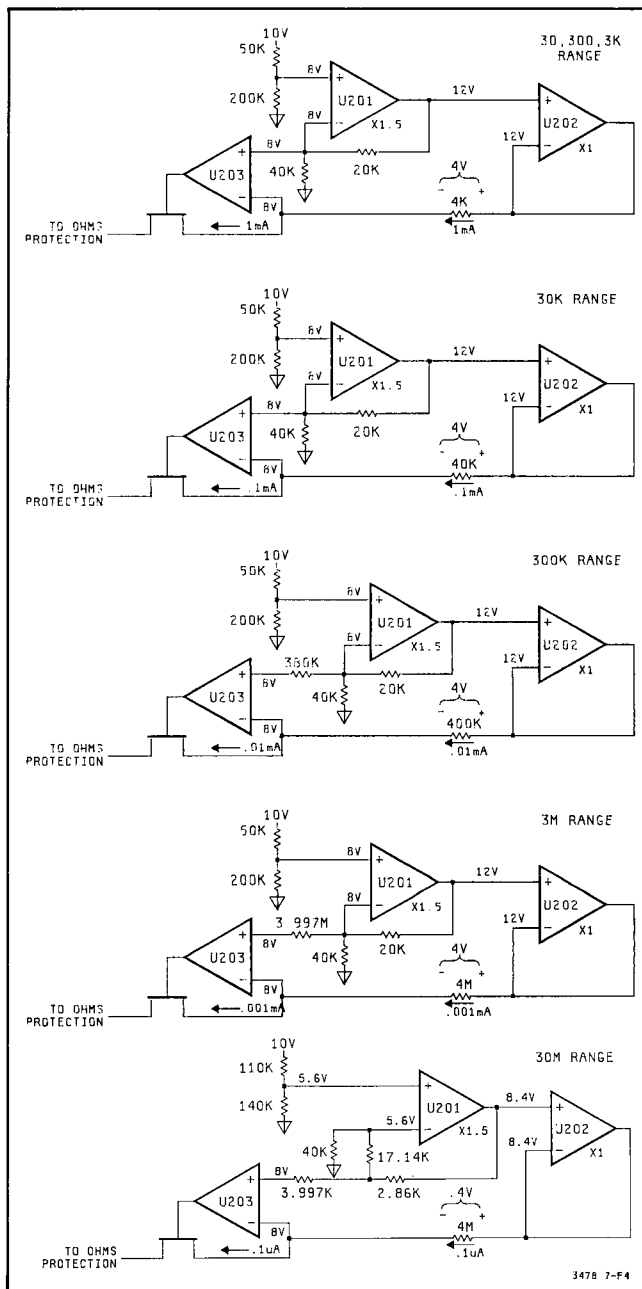 10V
30,300,3K
RANGE
50K
8V
+
12V
+
200K
8V
U201
X1.5
12V
U202
X1
8V
+
40K
20K
4V
- +
U203
-
8V
4K
TO OHMS
PROTECTION
1mA
1mA
10V
30K RANGE
50K
8V
+
12V
+
200K
8V
U201
X1.5
12V
U202
X1
8V
+
40K
20K
4V
- +
U203
-
8V
40K
TO OHMS
PROTECTION
.1mA
.1mA
10V
300K RANGE
50K
8V
+
12V
+
200K
8V
U201
X1.5
12V
U202
X1
8V
+
40K
20K
4V
- +
U203
-
8V
400K
TO OHMS
PROTECTION
.01mA
.01mA
10V
3M RANGE
50K
8V
+
12V
+
200K
8V
U201
X1.5
12V
U202
X1
3.997M
8V
+
40K
20K
4V
- +
U203
-
8V
4M
TO OHMS
PROTECTION
.001mA
.001mA
10V
30M RANGE
110K
5.6V
+
8.4V
+
140K
5.6V
U201
X1.5
8.4V
U202
X1
40K
17.14K
8V
+
3.997K
2.86K
.4V
- +
U203
-
8V
4M
TO OHMS
PROTECTION
.1uA
.1uA
3478 7-F4